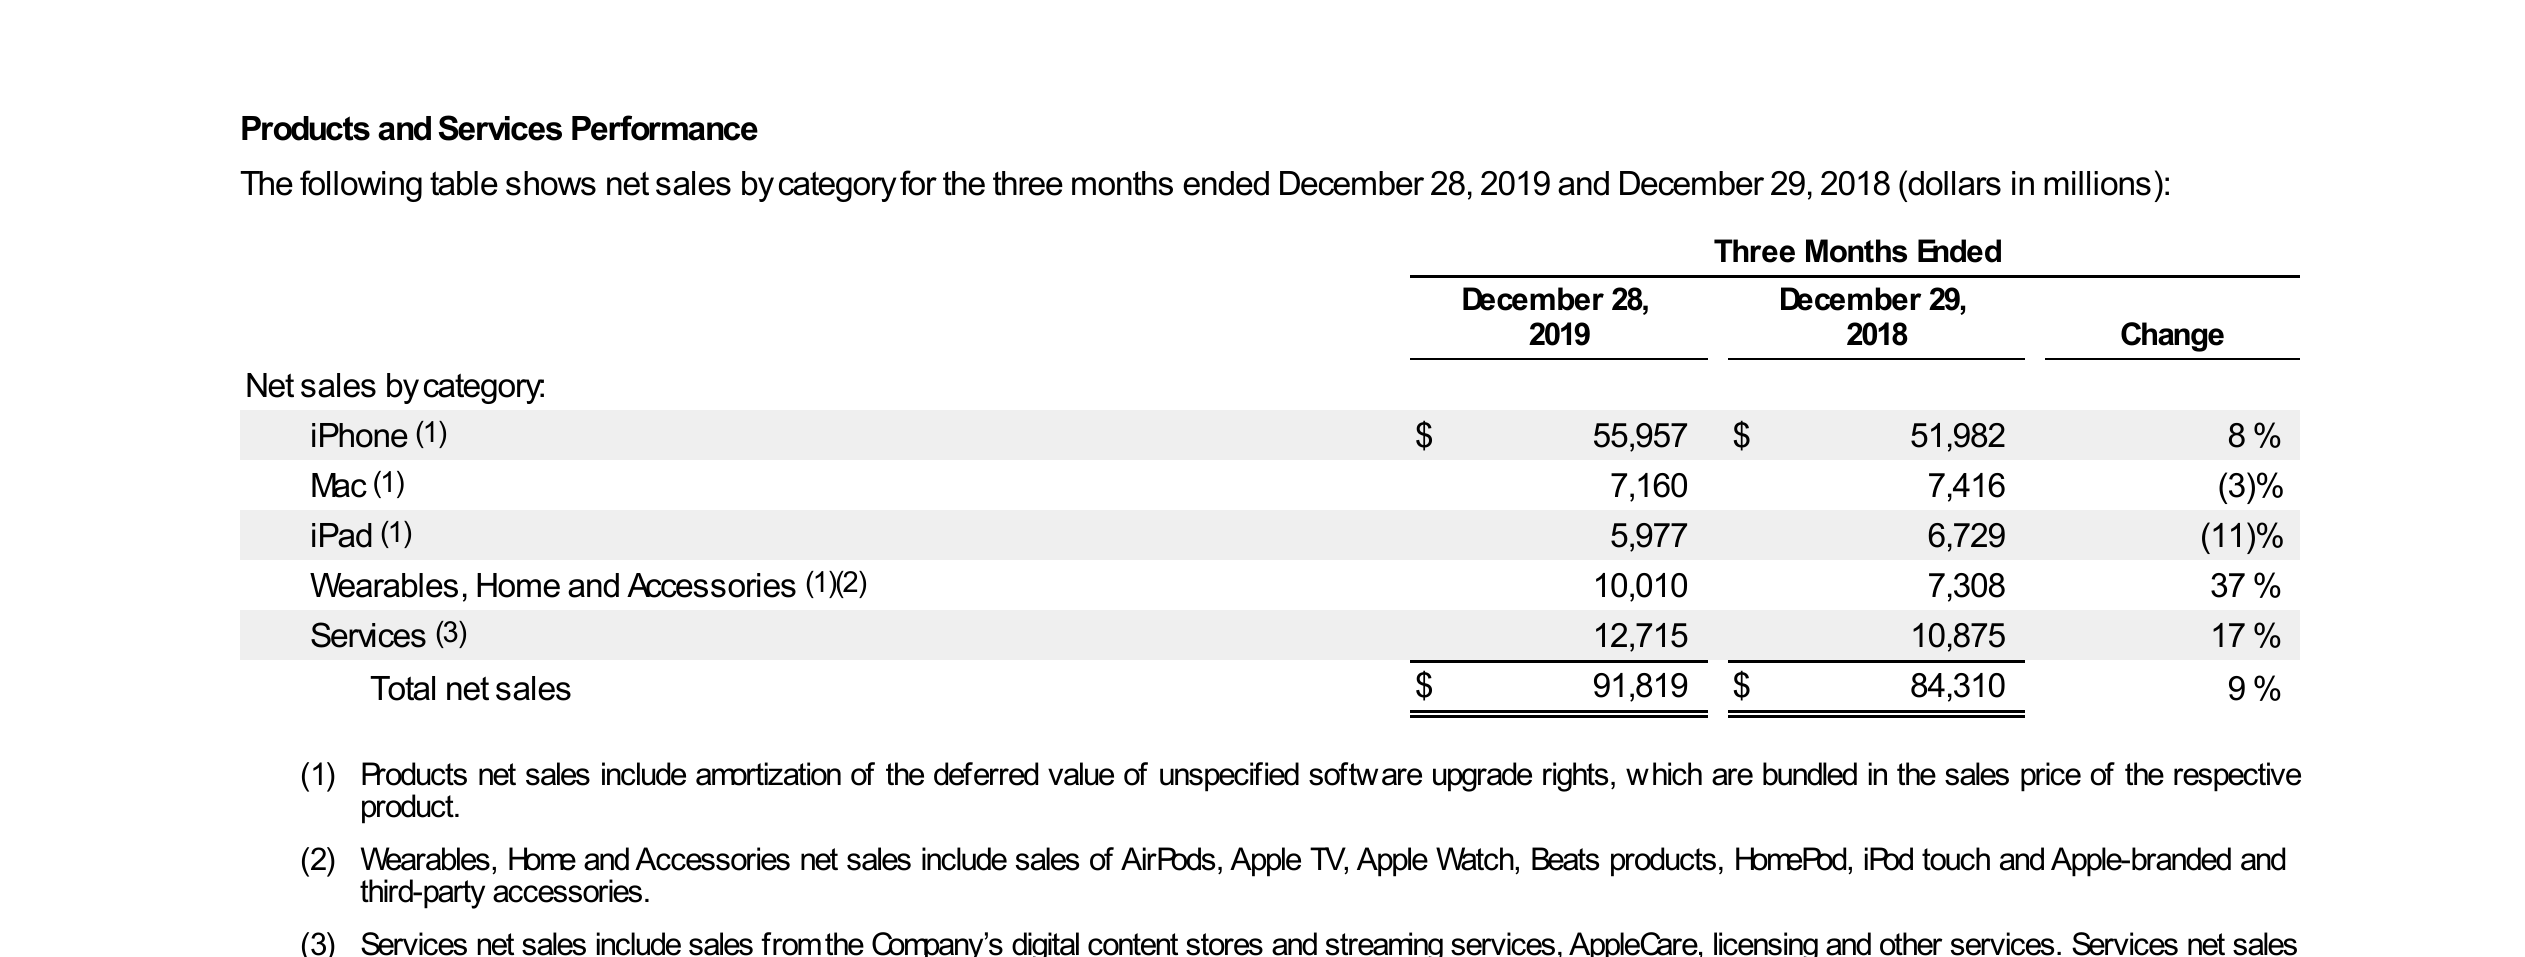 Products and Services Performance
The following table shows net sales by category for the three months ended December 28, 2019 and December 29, 2018 (dollars in millions):
Three Months Ended
December 28, 2019 December 29, 2018 Change
Net sales by category:
iPhone (1) $ 55,957 $ 51,982 8 %
Mac (1) 7,160 7,416 (3)%
iPad (1) 5,977 6,729 (11)%
Wearables, Home and Accessories (1)(2) 10,010 7,308 37 %
Services (3) 12,715 10,875 17 %
Total net sales $ 91,819 $ 84,310 9 %
(1) Products net sales include amortization of the deferred value of unspecified software upgrade rights, which are bundled in the sales price of the respective
product.
(2) Wearables, Home and Accessories net sales include sales of AirPods, Apple TV, Apple Watch, Beats products, HomePod, iPod touch and Apple-branded and
third-party accessories.
(3) Services net sales include sales from the Company's digital content stores and streaming services, AppleCare, licensing and other services. Services net sales